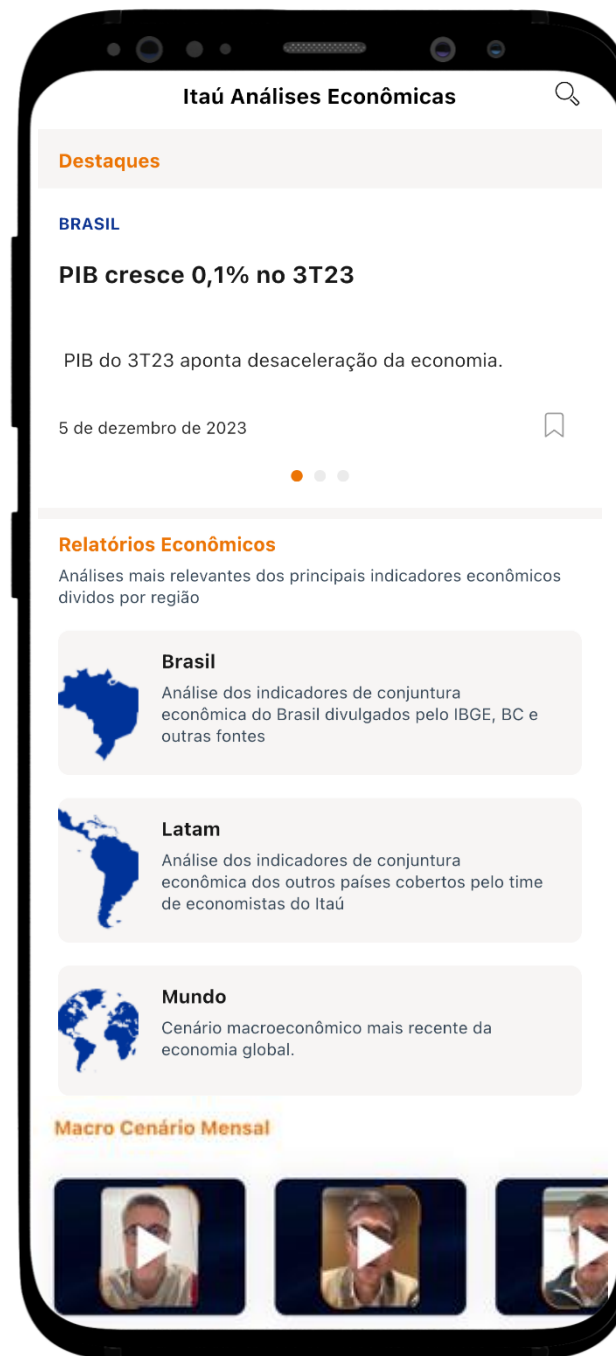 Itaú Análises Econômicas
Destaques
BRASIL
PIB cresce 0,1% no 3T23
PIB do 3T23 aponta desaceleração da economia.
5 de dezembro de 2023
Relatórios Econômicos
Análises mais relevantes dos principais indicadores econômicos
dividos por região
Brasil
Análise dos indicadores de conjuntura
econômica do Brasil divulgados pelo IBGE, BC e
outras fontes
Latam
Análise dos indicadores de conjuntura
econômica dos outros países cobertos pelo time
de economistas do Itaú
Mundo
Cenário macroeconômico mais recente da
economia global.
Macro Cenário Mensal